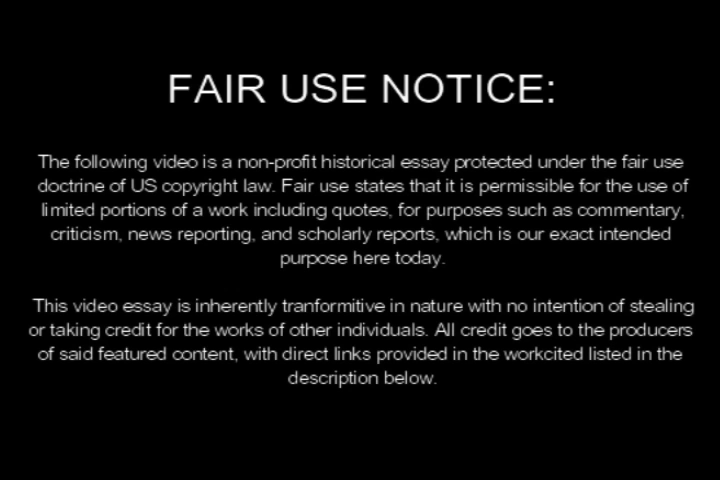 FAIR USE NOTICE:
The following video is a non-profit historical essay protected under the fair use
doctrine of US copyright law. Fair use states that it is permissible for the use of
limited portions of a work including quotes, for purposes such as commentary,
criticism, news reporting, and scholarly reports, which is our exact intended
purpose here today.
This video essay is inherently tranformitive in nature with no intention of stealing
or taking credit for the works of other individuals. All credit goes to the producers
of said featured content, with direct links provided in the workcited listed in the
description below.